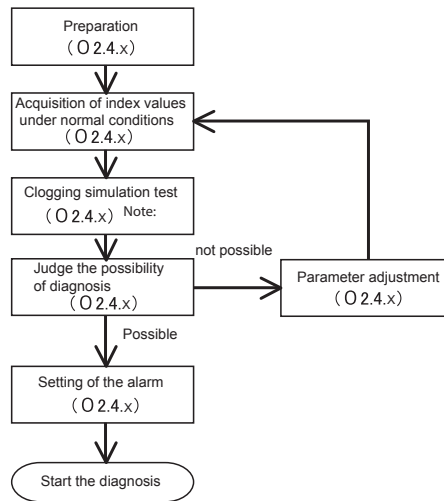 Preparation
(O 2.4.x)
Acquisition of index values
under normal conditions
(O 2.4.x)
Clogging simulation test
(O 2.4.x) Note:
not possible
Judge the possibility
of diagnosis
(O 2.4.x)
Parameter adjustment
(O 2.4.x)
Possible
Setting of the alarm
(O 2.4.x)
Start the diagnosis